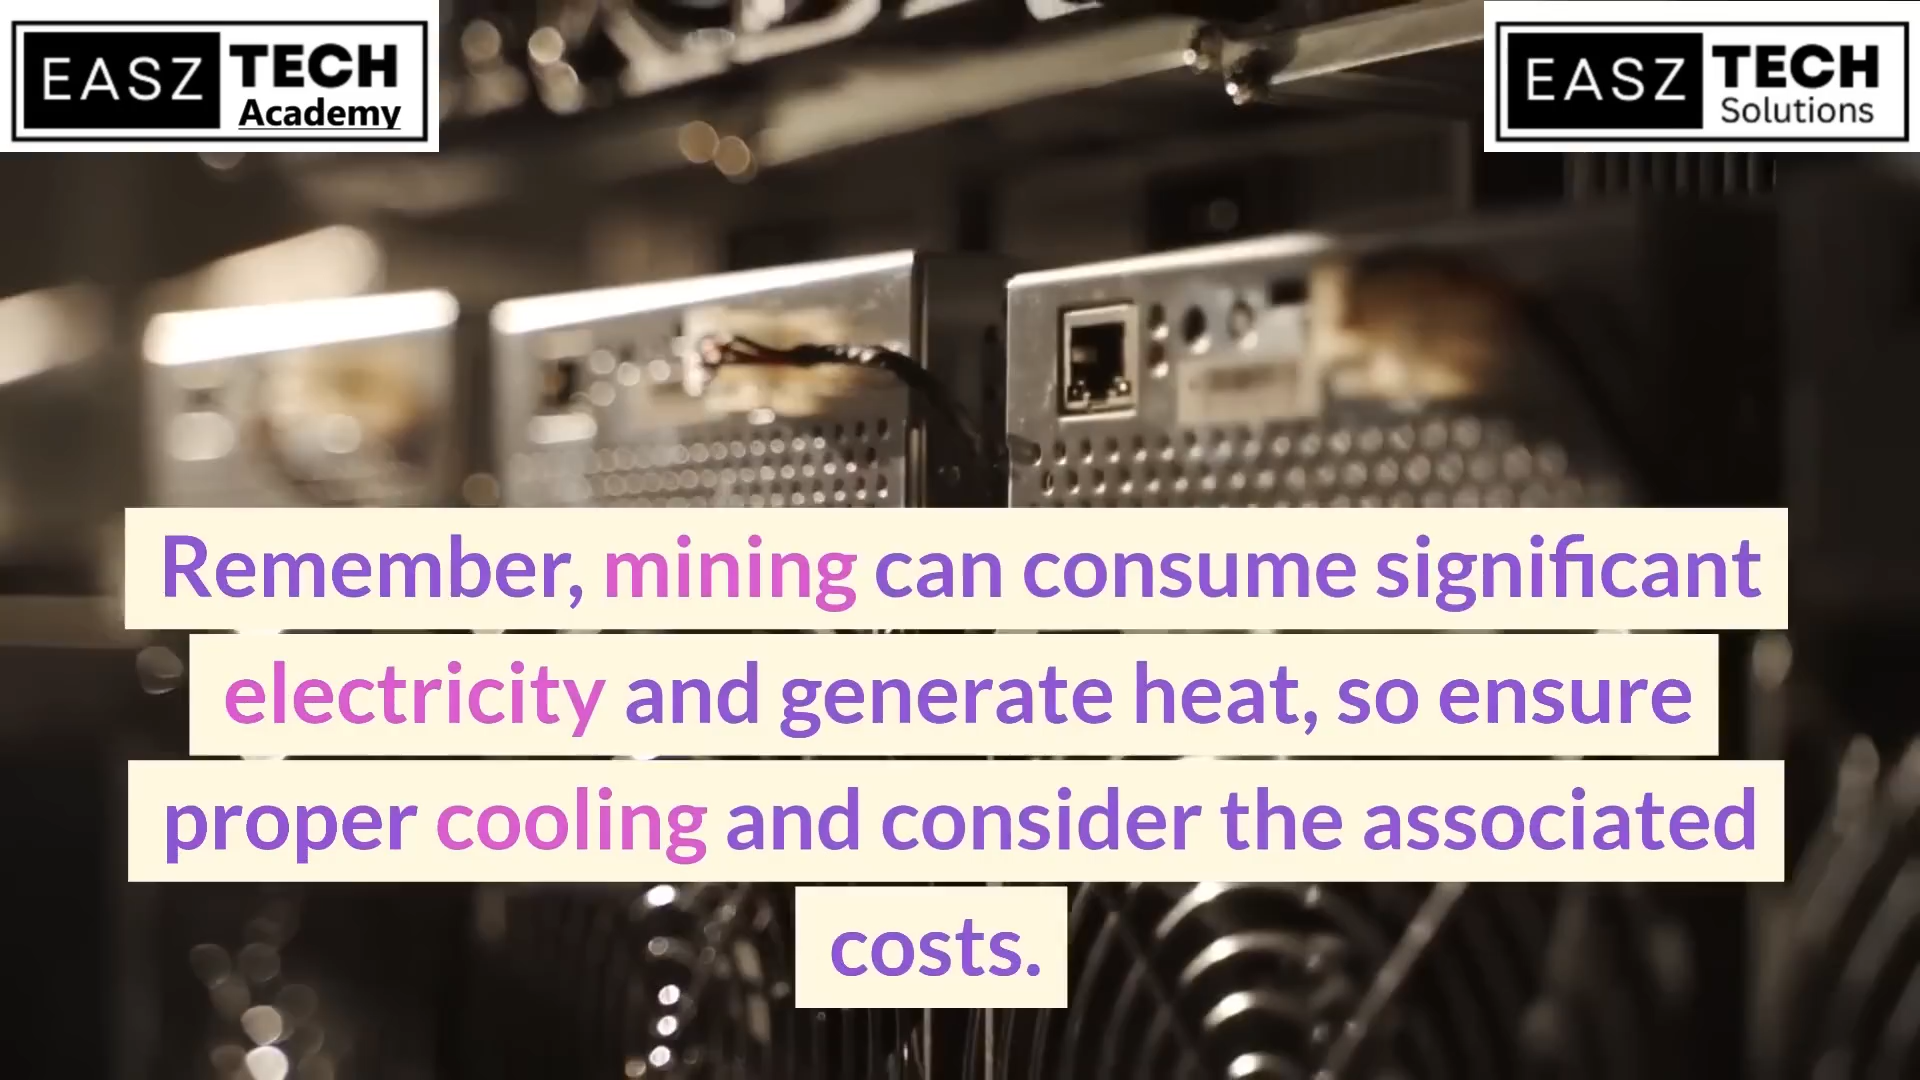 EASZ TECH
Academy
EASZ TECH
Solutions
Remember, mining can consume significant
electricity and generate heat, so ensure
proper cooling and consider the associated
costs.